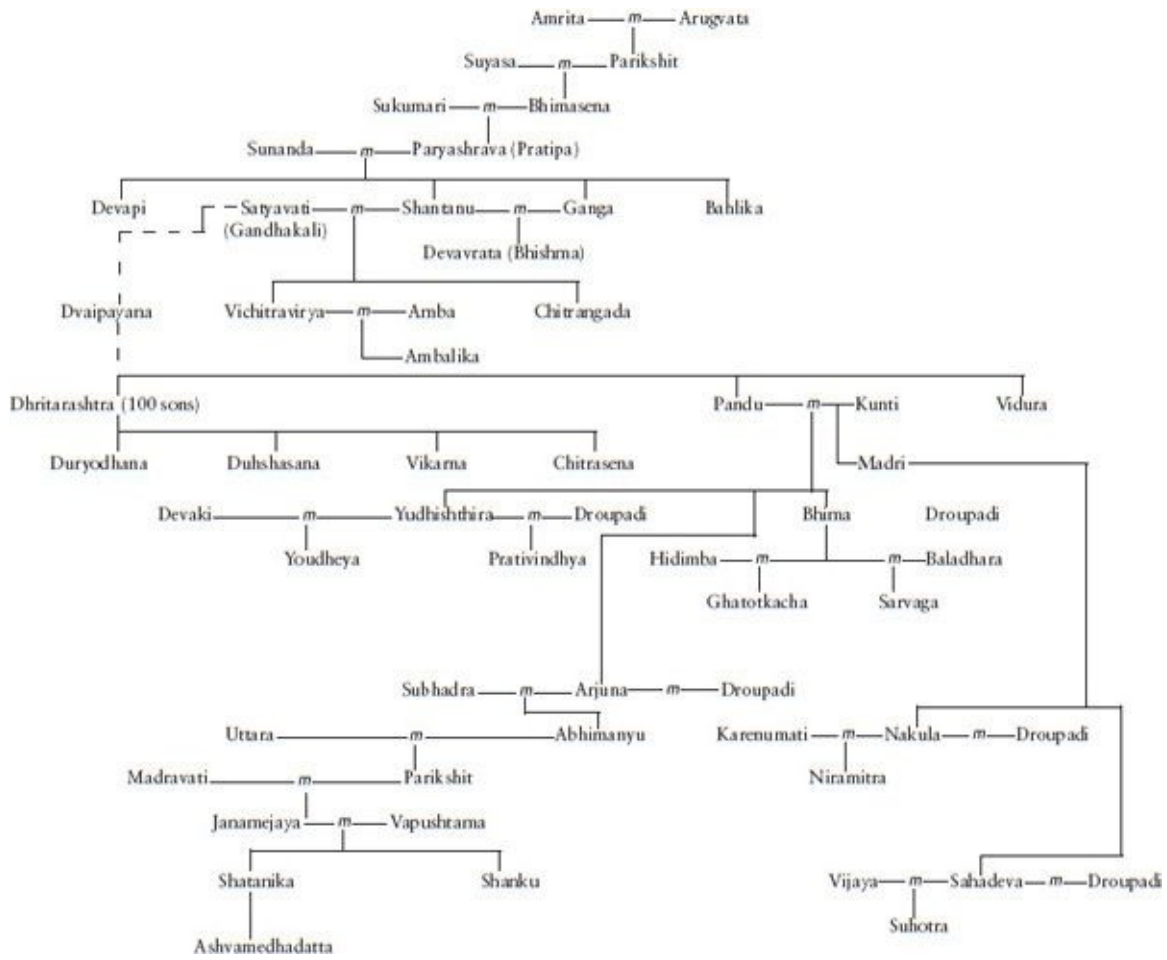 Amrita m Arugvata
Suyasa m Parikshit
Sukumari m Bhimasena
Sunanda m Paryashrava (Pratipa)
Devapi Satyavati m Shantanu m Ganga Bahlika
(Gandhakali)
Devavrata (Bhishma)
Dvaipayana Vichitravirya m Amba Chitrangada
Ambalika
Dhritarashtra (100 sons) Pandu m Kunti Vidura
Duryodhana Duhshasana Vikarna Chitrasena Madri
Devaki m Yudhishthira m Droupadi Bhima Droupadi
Youdheya Prativindhya Hidimba m m Baladhara
Ghatotkacha Sarvaga
Subhadra m Arjuna m Droupadi
Uttara m Abhimanyu Karenumati m Nakula m Droupadi
Madravati m Parikshit Niramitra
Janamejaya m Vapushtama
Shatanika Shanku Vijaya m Sahadeva m Droupadi
Suhotra
Ashvamedhadatta